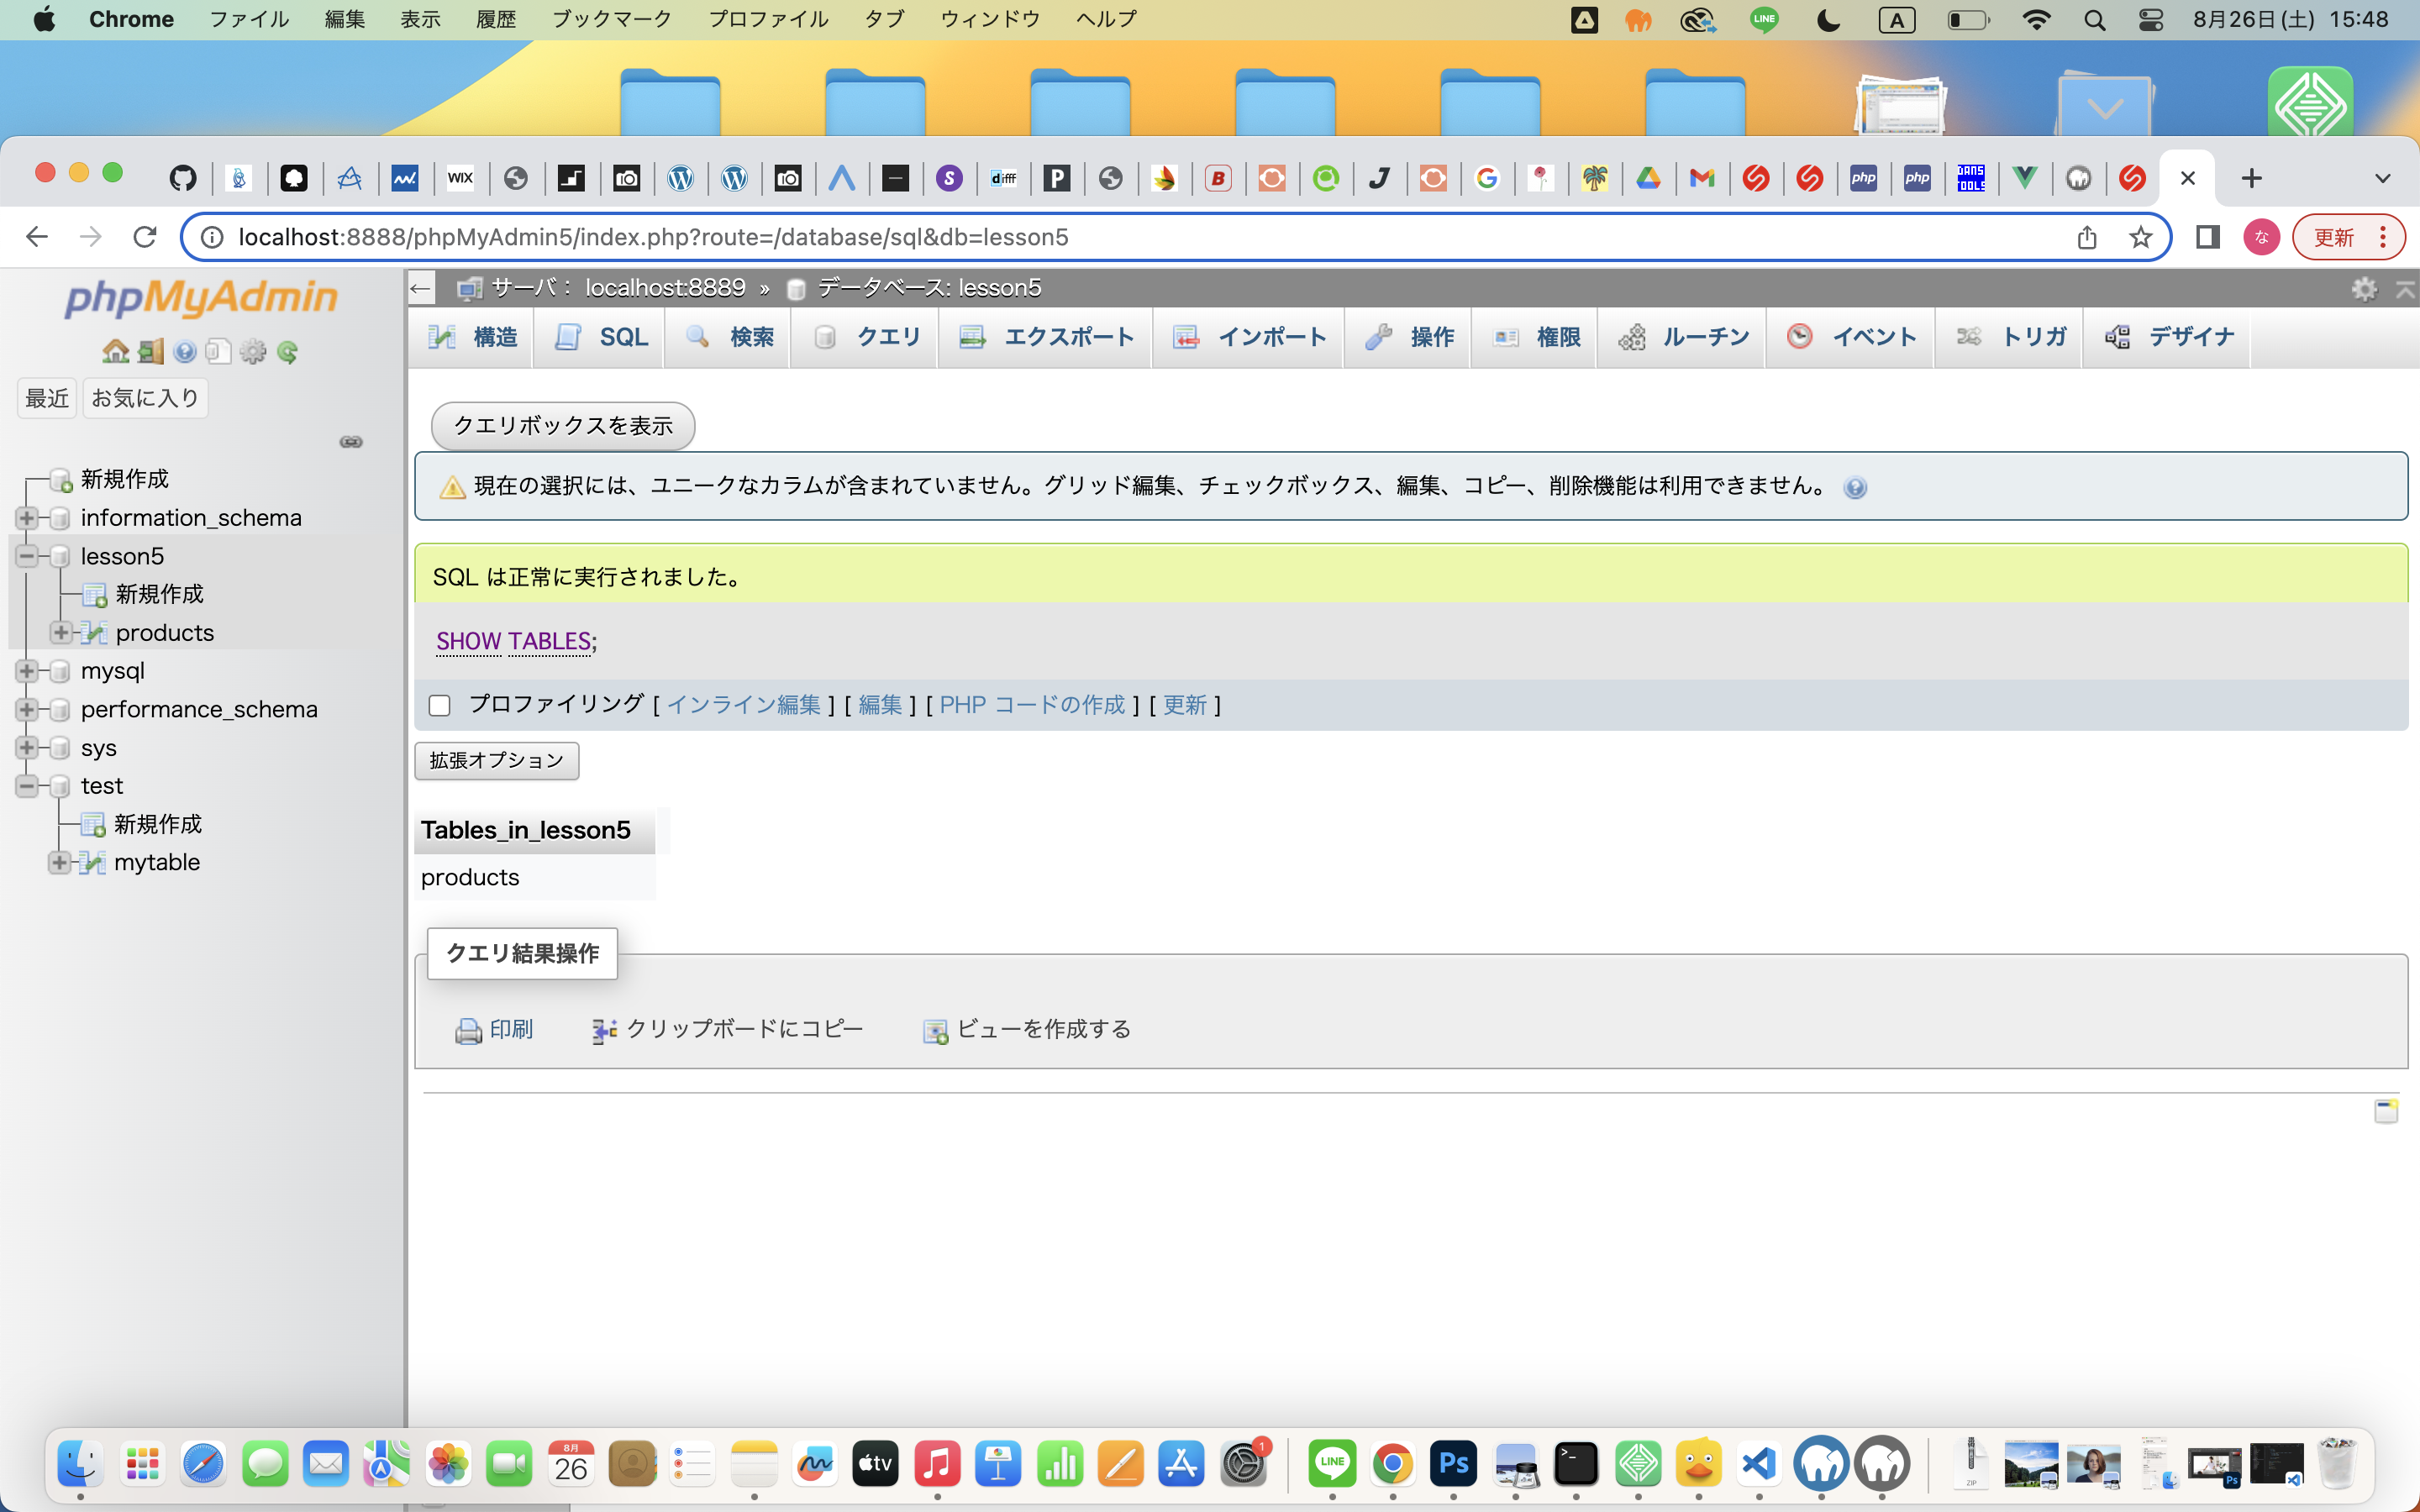 Chrome ファイル 編集 表示 履歴 ブックマーク プロファイル タブ ウィンドウ ヘルプ LINE A 8月26日(土) 15:48
WIX S diff P B J G php php DANS TOOLS
localhost:8888/phpMyAdmin5/index.php?route=/database/sql&db=lesson5 な 更新
phpMyAdmin
最近 お気に入り
新規作成
information_schema
lesson5
新規作成
products
mysql
performance_schema
sys
test
新規作成
mytable
サーバ: localhost:8889 » データベース: lesson5
構造 SQL 検索 クエリ エクスポート インポート 操作 権限 ルーチン イベント トリガ デザイナ
クエリボックスを表示
現在の選択には、ユニークなカラムが含まれていません。グリッド編集、チェックボックス、編集、コピー、削除機能は利用できません。
SQL は正常に実行されました。
SHOW TABLES;
プロファイリング [ インライン編集 ] [ 編集 ] [ PHP コードの作成 ] [ 更新 ]
拡張オプション
Tables_in_lesson5
products
クエリ結果操作
印刷 クリップボードにコピー ビューを作成する
8月 26 tv 1 LINE Ps ZIP Ps